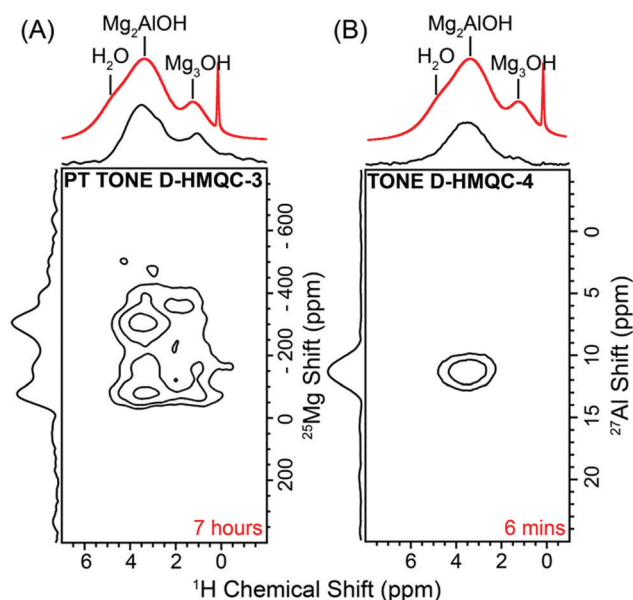 (A)
Mg₂AlOH
H₂O
Mg₃OH
PT TONE D-HMQC-3
- 600
- 400
- 200
0
200
²⁵Mg Shift (ppm)
7 hours
6 4 2 0
(B)
Mg₂AlOH
H₂O
Mg₃OH
TONE D-HMQC-4
0
5
10
15
20
²⁷Al Shift (ppm)
6 mins
6 4 2 0
¹H Chemical Shift (ppm)